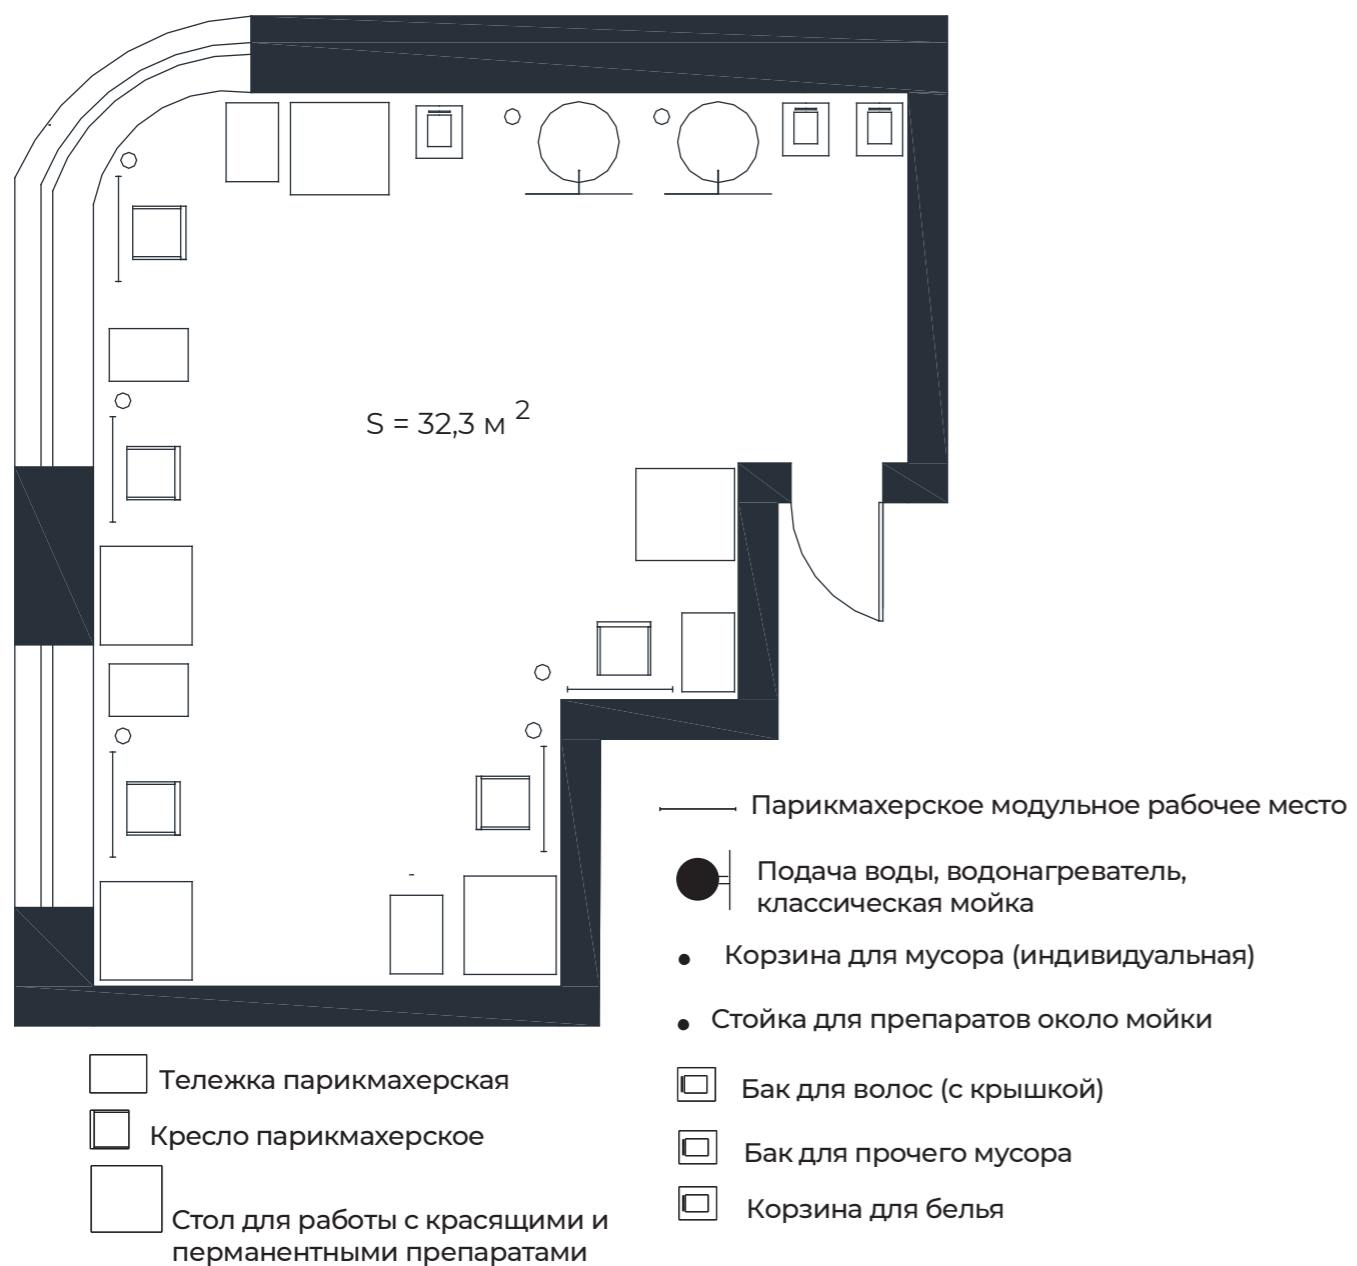 S = 32,3 м 2
Парикмахерское модульное рабочее место
Подача воды, водонагреватель,
классическая мойка
Корзина для мусора (индивидуальная)
Стойка для препаратов около мойки
Бак для волос (с крышкой)
Бак для прочего мусора
Корзина для белья
Тележка парикмахерская
Кресло парикмахерское
Стол для работы с красящими и
перманентными препаратами